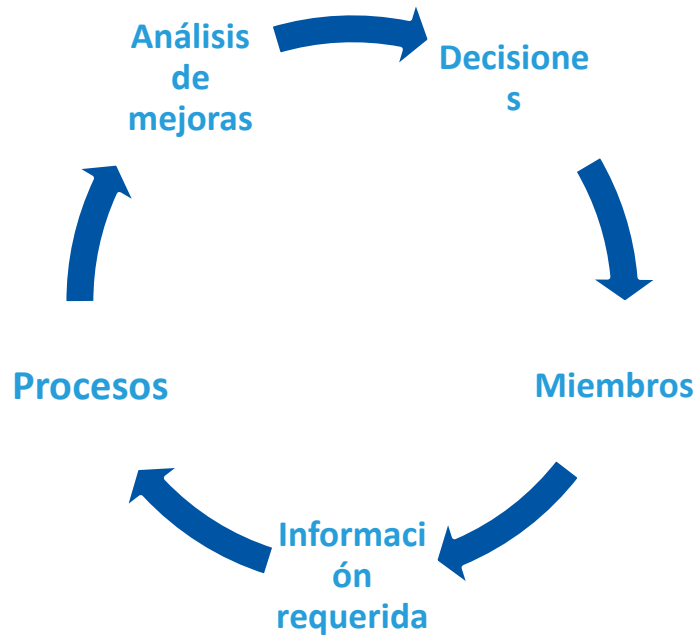 Análisis
de
mejoras
Decisione
s
Miembros
Informaci
ón
requerida
Procesos